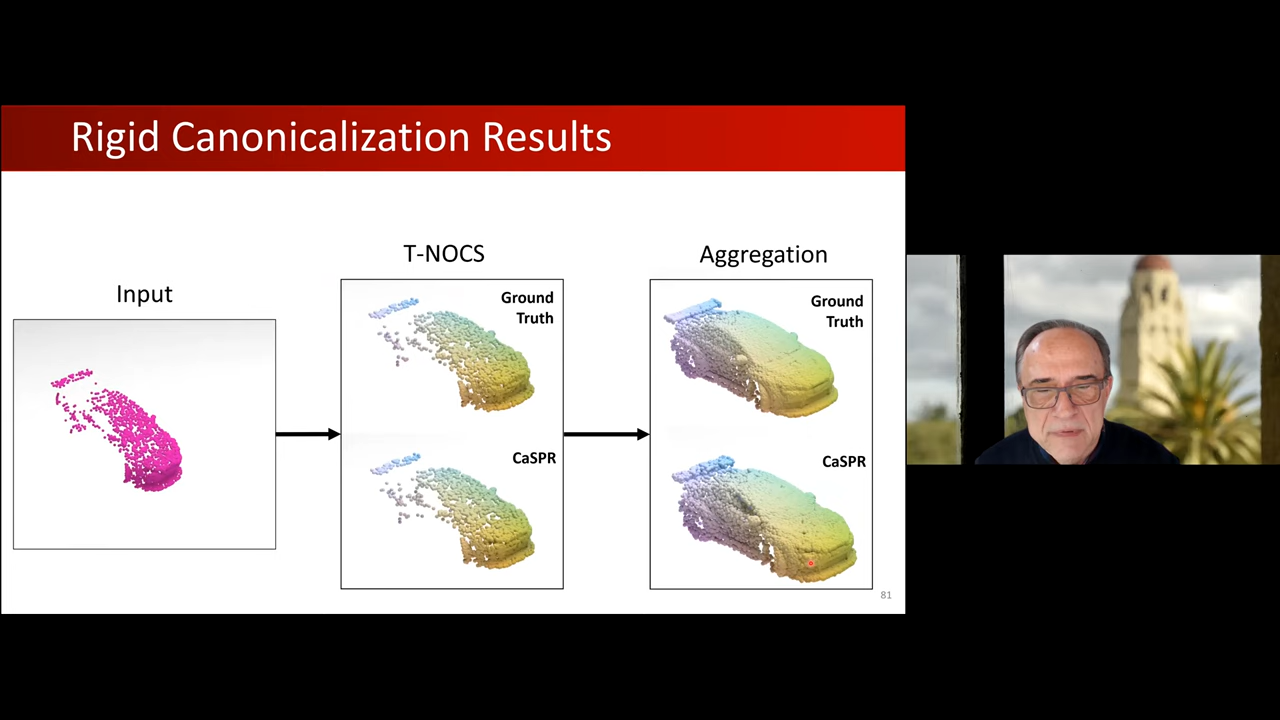 Rigid Canonicalization Results
Input
T-NOCS
Ground
Truth
CaSPR
Aggregation
Ground
Truth
CaSPR
81